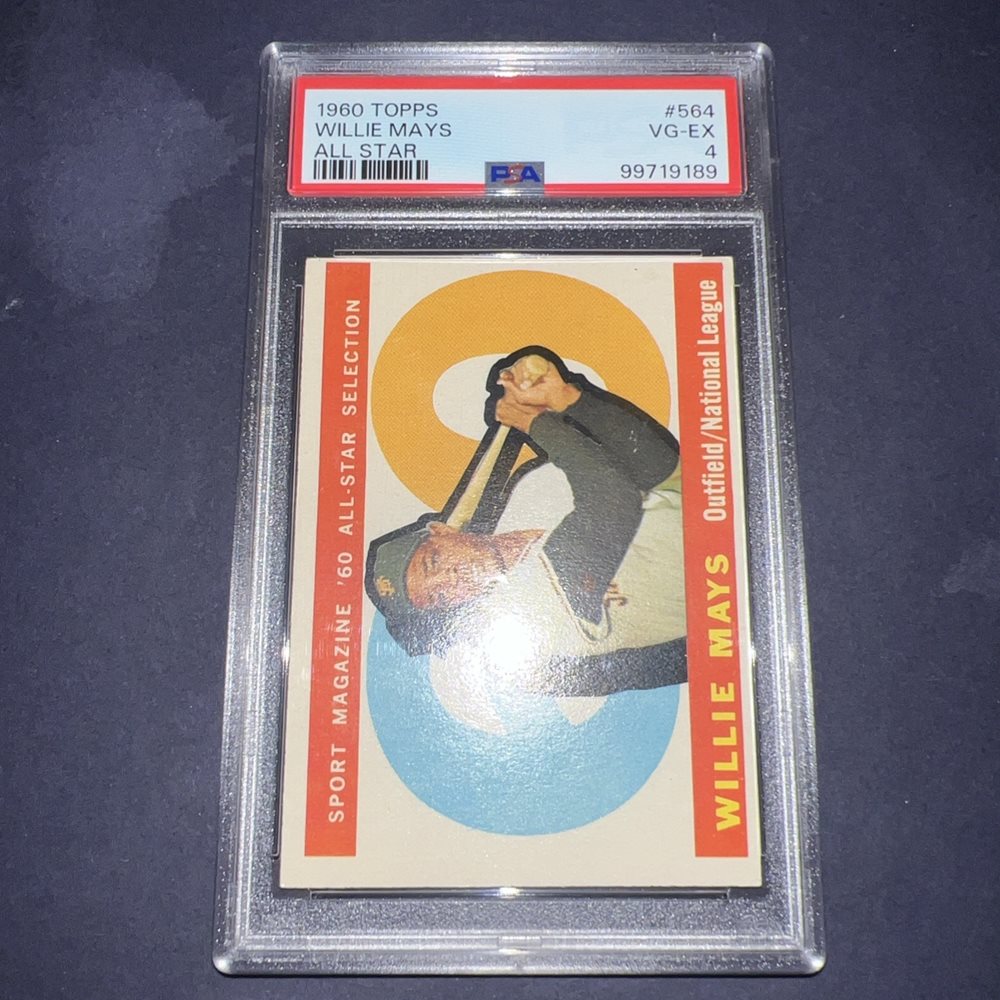 1960 TOPPS #564
WILLIE MAYS VG-EX
ALL STAR 4
PSA 99719189
SPORT MAGAZINE '60 ALL-STAR SELECTION
WILLIE MAYS Outfield/National League
SF